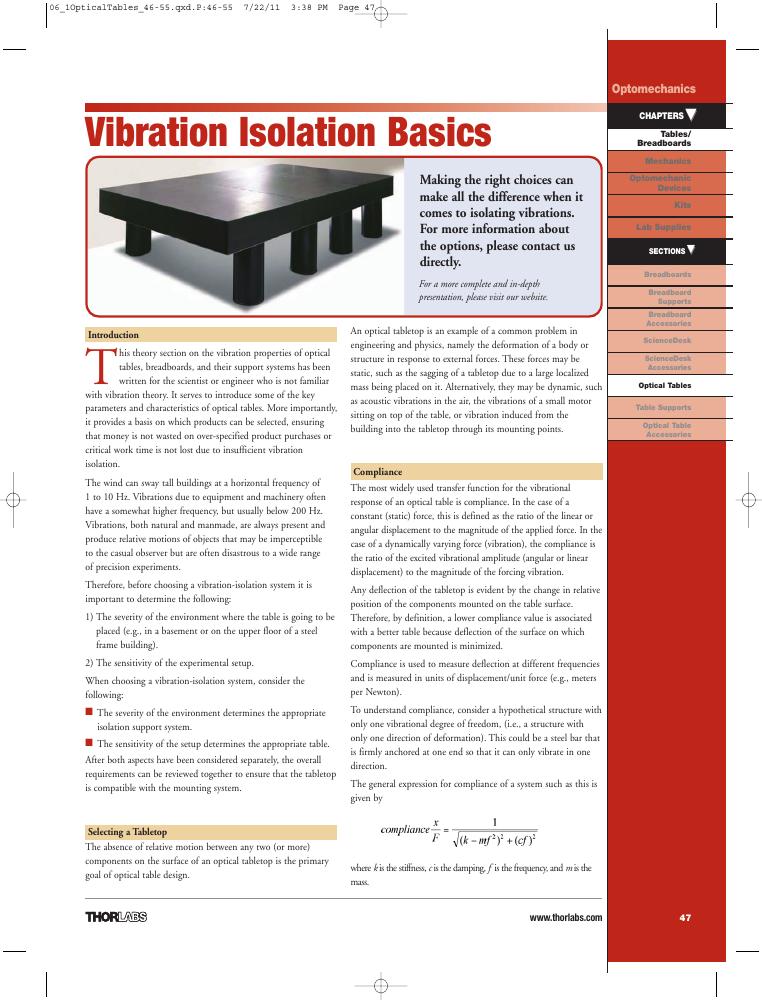 06_1OpticalTables_46-55.qxd.P:46-55  7/22/11  3:38 PM  Page 47
Optomechanics
CHAPTERS
Tables/
Breadboards
Mechanics
Optomechanic
Devices
Kits
Lab Supplies
SECTIONS
Breadboards
Breadboard
Supports
Breadboard
Accessories
ScienceDesk
ScienceDesk
Accessories
Optical Tables
Table Supports
Optical Table
Accessories
Vibration Isolation Basics
Making the right choices can
make all the difference when it
comes to isolating vibrations.
For more information about
the options, please contact us
directly.
For a more complete and in-depth
presentation, please visit our website.
Introduction
This theory section on the vibration properties of optical
tables, breadboards, and their support systems has been
written for the scientist or engineer who is not familiar
with vibration theory. It serves to introduce some of the key
parameters and characteristics of optical tables. More importantly,
it provides a basis on which products can be selected, ensuring
that money is not wasted on over-specified product purchases or
critical work time is not lost due to insufficient vibration
isolation.
The wind can sway tall buildings at a horizontal frequency of
1 to 10 Hz. Vibrations due to equipment and machinery often
have a somewhat higher frequency, but usually below 200 Hz.
Vibrations, both natural and manmade, are always present and
produce relative motions of objects that may be imperceptible
to the casual observer but are often disastrous to a wide range
of precision experiments.
Therefore, before choosing a vibration-isolation system it is
important to determine the following:
1) The severity of the environment where the table is going to be
placed (e.g., in a basement or on the upper floor of a steel
frame building).
2) The sensitivity of the experimental setup.
When choosing a vibration-isolation system, consider the
following:
■ The severity of the environment determines the appropriate
isolation support system.
■ The sensitivity of the setup determines the appropriate table.
After both aspects have been considered separately, the overall
requirements can be reviewed together to ensure that the tabletop
is compatible with the mounting system.
Selecting a Tabletop
The absence of relative motion between any two (or more)
components on the surface of an optical tabletop is the primary
goal of optical table design.
An optical tabletop is an example of a common problem in
engineering and physics, namely the deformation of a body or
structure in response to external forces. These forces may be
static, such as the sagging of a tabletop due to a large localized
mass being placed on it. Alternatively, they may be dynamic, such
as acoustic vibrations in the air, the vibrations of a small motor
sitting on top of the table, or vibration induced from the
building into the tabletop through its mounting points.
Compliance
The most widely used transfer function for the vibrational
response of an optical table is compliance. In the case of a
constant (static) force, this is defined as the ratio of the linear or
angular displacement to the magnitude of the applied force. In the
case of a dynamically varying force (vibration), the compliance is
the ratio of the excited vibrational amplitude (angular or linear
displacement) to the magnitude of the forcing vibration.
Any deflection of the tabletop is evident by the change in relative
position of the components mounted on the table surface.
Therefore, by definition, a lower compliance value is associated
with a better table because deflection of the surface on which
components are mounted is minimized.
Compliance is used to measure deflection at different frequencies
and is measured in units of displacement/unit force (e.g., meters
per Newton).
To understand compliance, consider a hypothetical structure with
only one vibrational degree of freedom, (i.e., a structure with
only one direction of deformation). This could be a steel bar that
is firmly anchored at one end so that it can only vibrate in one
direction.
The general expression for compliance of a system such as this is
given by
compliance x/F = 1/√((k − mf²)² + (cf)²)
where k is the stiffness, c is the damping, f is the frequency, and m is the
mass.
THORLABS
www.thorlabs.com
47